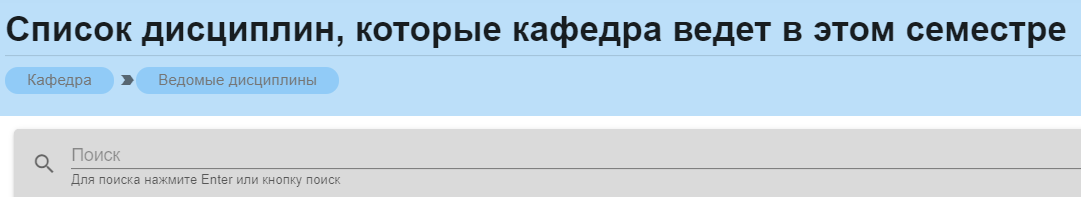 Список дисциплин, которые кафедра ведет в этом семестре
Кафедра Ведомые дисциплины
Поиск
Для поиска нажмите Enter или кнопку поиск